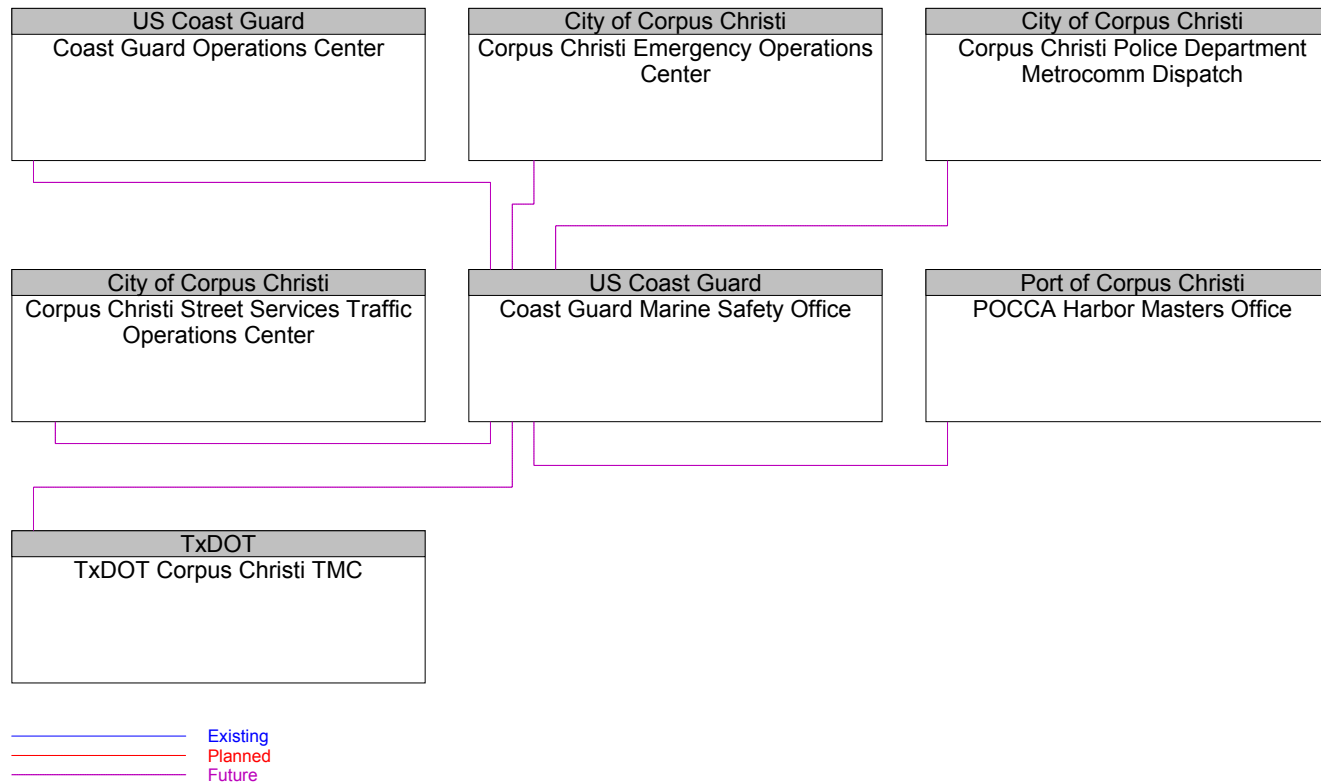 US Coast Guard
Coast Guard Operations Center
City of Corpus Christi
Corpus Christi Emergency Operations
Center
City of Corpus Christi
Corpus Christi Police Department
Metrocomm Dispatch
City of Corpus Christi
Corpus Christi Street Services Traffic
Operations Center
US Coast Guard
Coast Guard Marine Safety Office
Port of Corpus Christi
POCCA Harbor Masters Office
TxDOT
TxDOT Corpus Christi TMC
Existing
Planned
Future